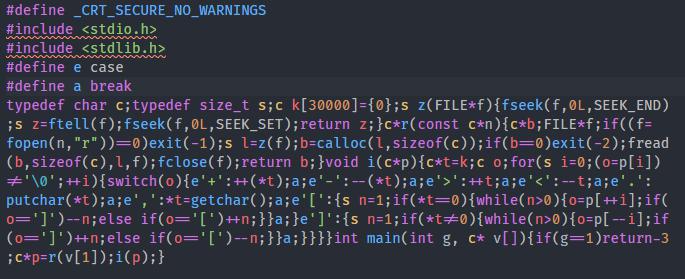 #define _CRT_SECURE_NO_WARNINGS
#include <stdio.h>
#include <stdlib.h>
#define e case
#define a break
typedef char c;typedef size_t s;c k[30000]={0};s z(FILE*f){fseek(f,0L,SEEK_END)
;s z=ftell(f);fseek(f,0L,SEEK_SET);return z;}c*r(const c*n){c*b;FILE*f;if((f=
fopen(n,"r"))==0)exit(-1);s l=z(f);b=calloc(l,sizeof(c));if(b==0)exit(-2);fread
(b,sizeof(c),l,f);fclose(f);return b;}void i(c*p){c*t=k;c o;for(s i=0;(o=p[i])
≠'\0';++i){switch(o){e'+':++(*t);a;e'-':--(*t);a;e'>':++t;a;e'<':--t;a;e'.':
putchar(*t);a;e',':*t=getchar();a;e'[':{s n=1;if(*t==0){while(n>0){o=p[++i];if(
o==']')--n;else if(o=='[')++n;}}a;}e']':{s n=1;if(*t≠0){while(n>0){o=p[--i];if
(o==']')++n;else if(o=='[')--n;}}a;}}}}int main(int g, c* v[]){if(g==1)return-3
;c*p=r(v[1]);i(p);}